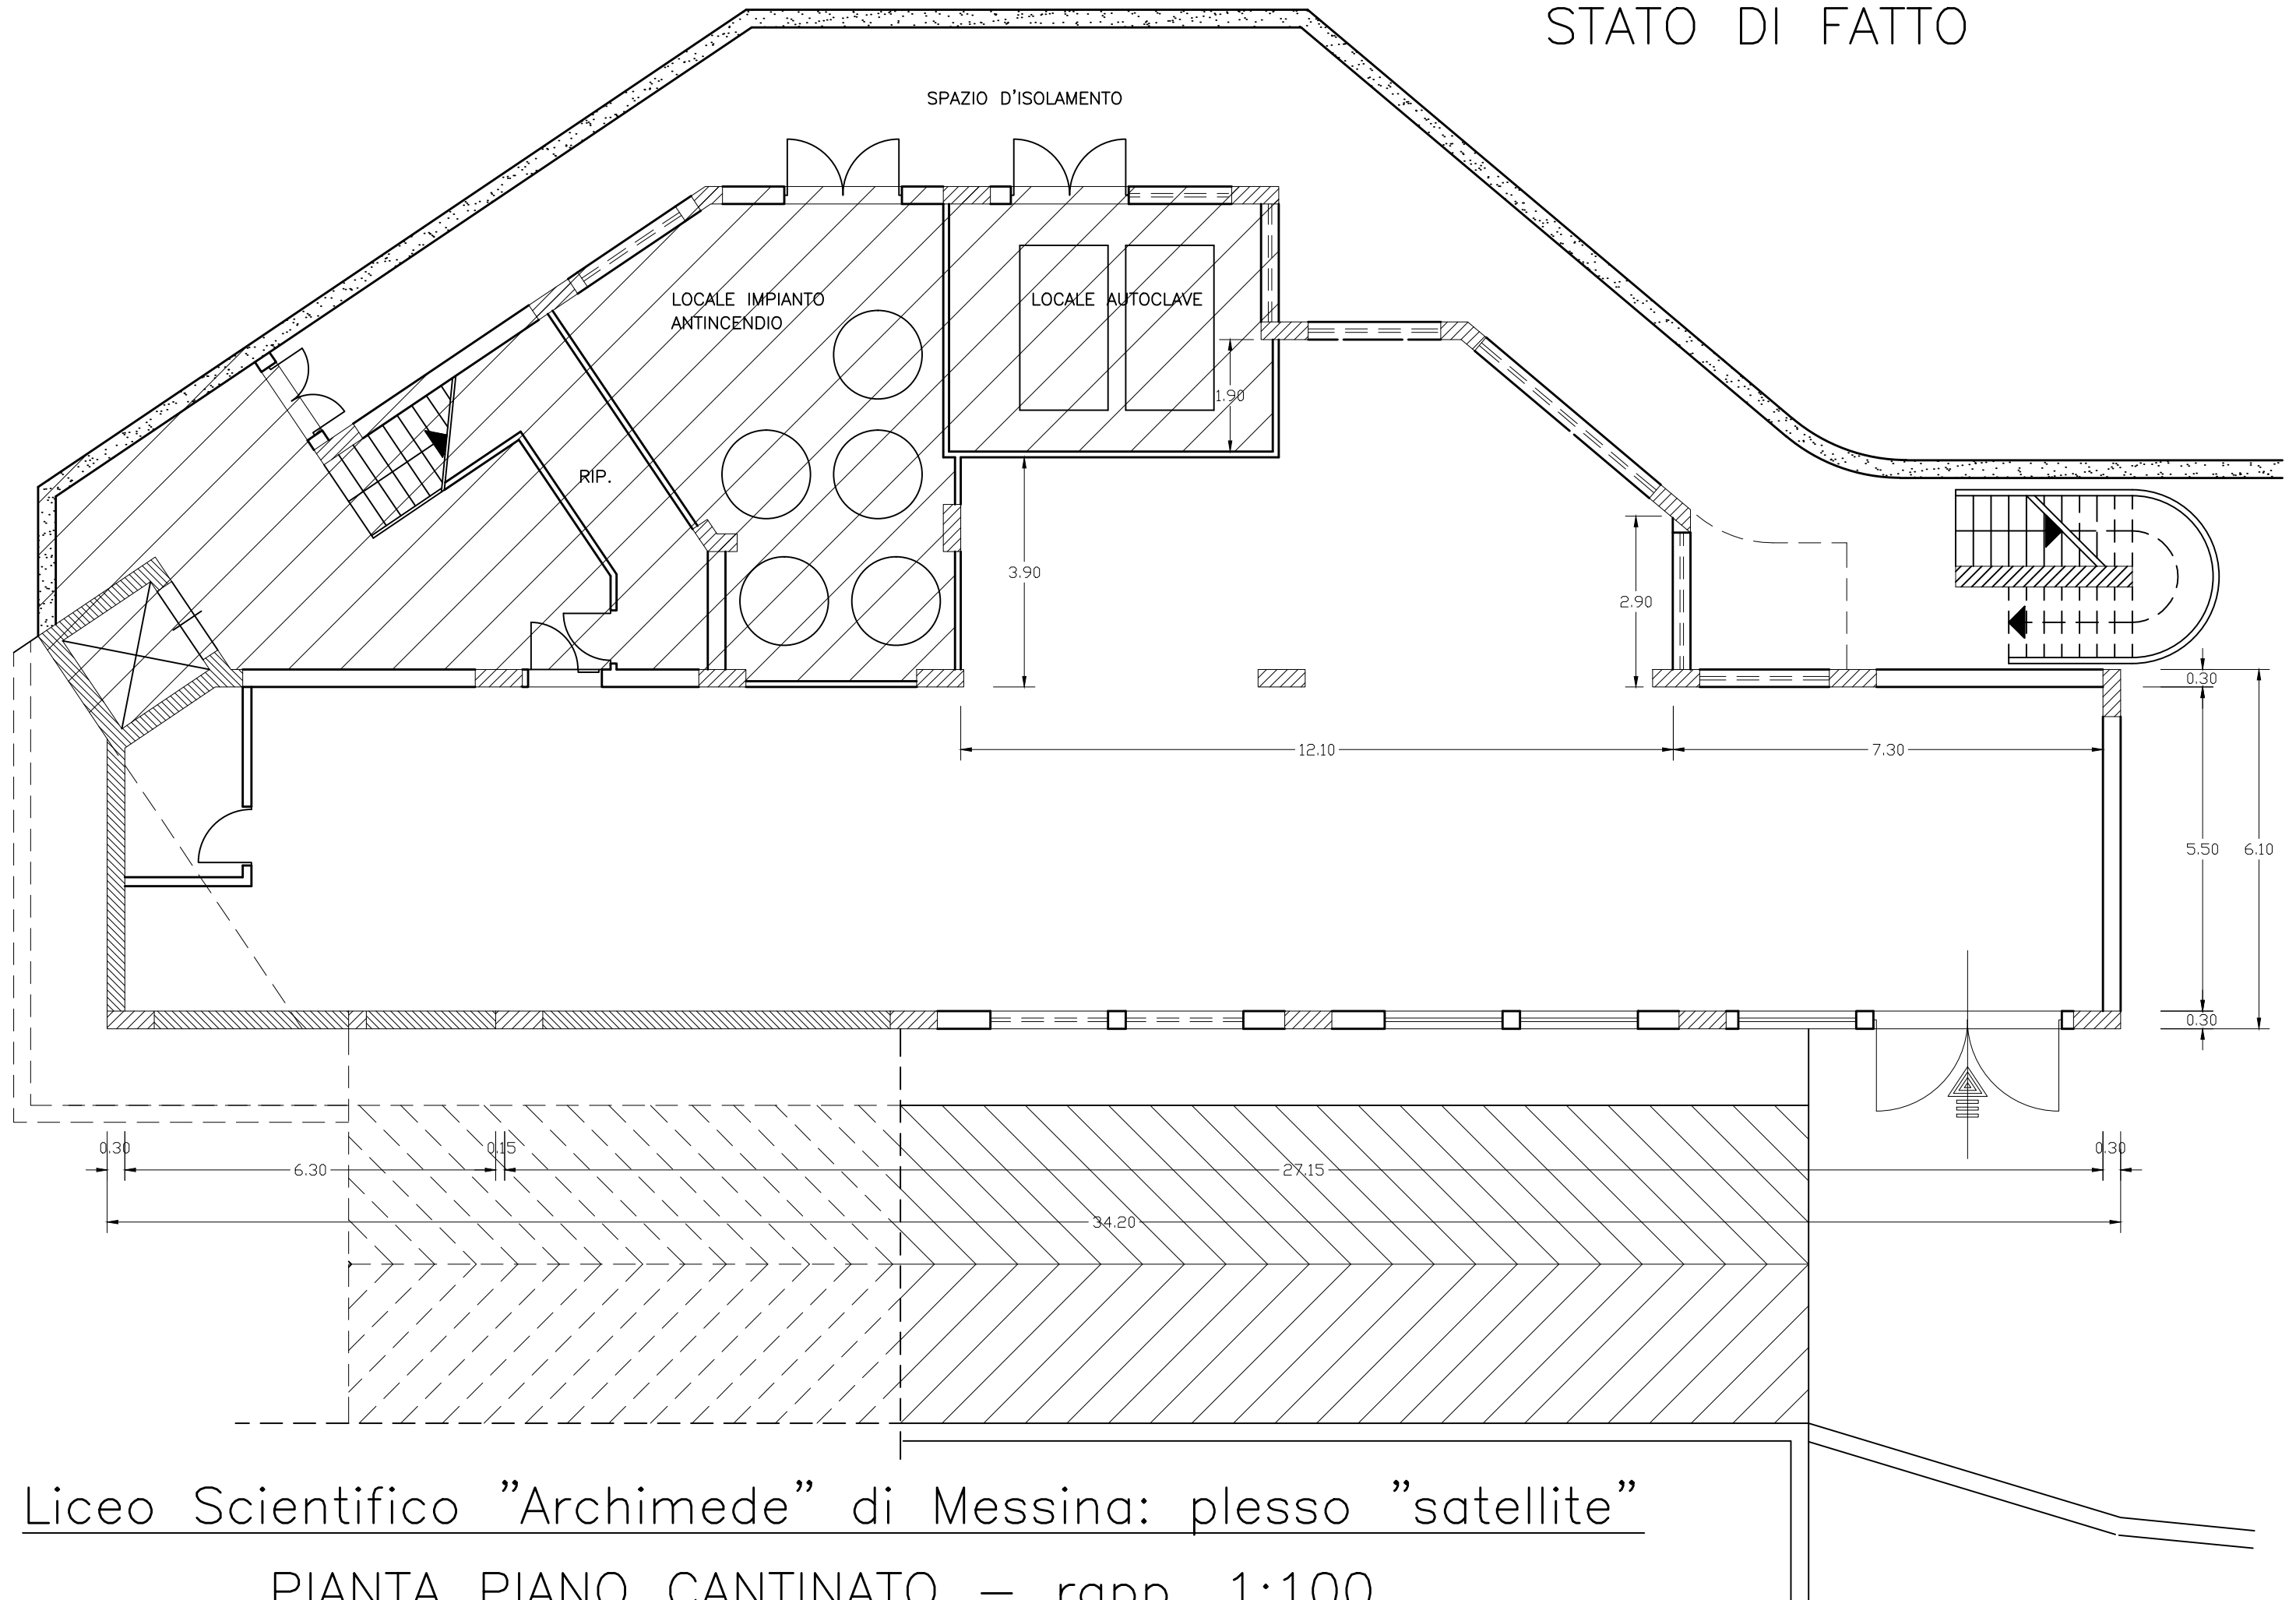 STATO DI FATTO
SPAZIO D'ISOLAMENTO
LOCALE IMPIANTO
ANTINCENDIO
LOCALE AUTOCLAVE
1.90
RIP.
3.90
2.90
0.30
12.10
7.30
5.50
6.10
0.30
0.30
0.15
0.30
6.30
27.15
34.20
Liceo Scientifico "Archimede" di Messina: plesso "satellite"
PIANTA PIANO CANTINATO – rapp. 1:100